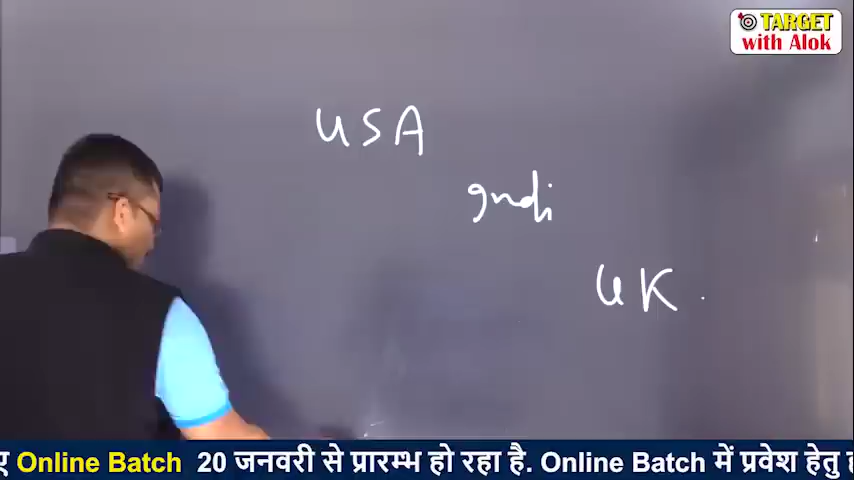 TARGET
with Alok
USA
Indi
UK
ए Online Batch 20 जनवरी से प्रारम्भ हो रहा है. Online Batch में प्रवेश हेतु ह